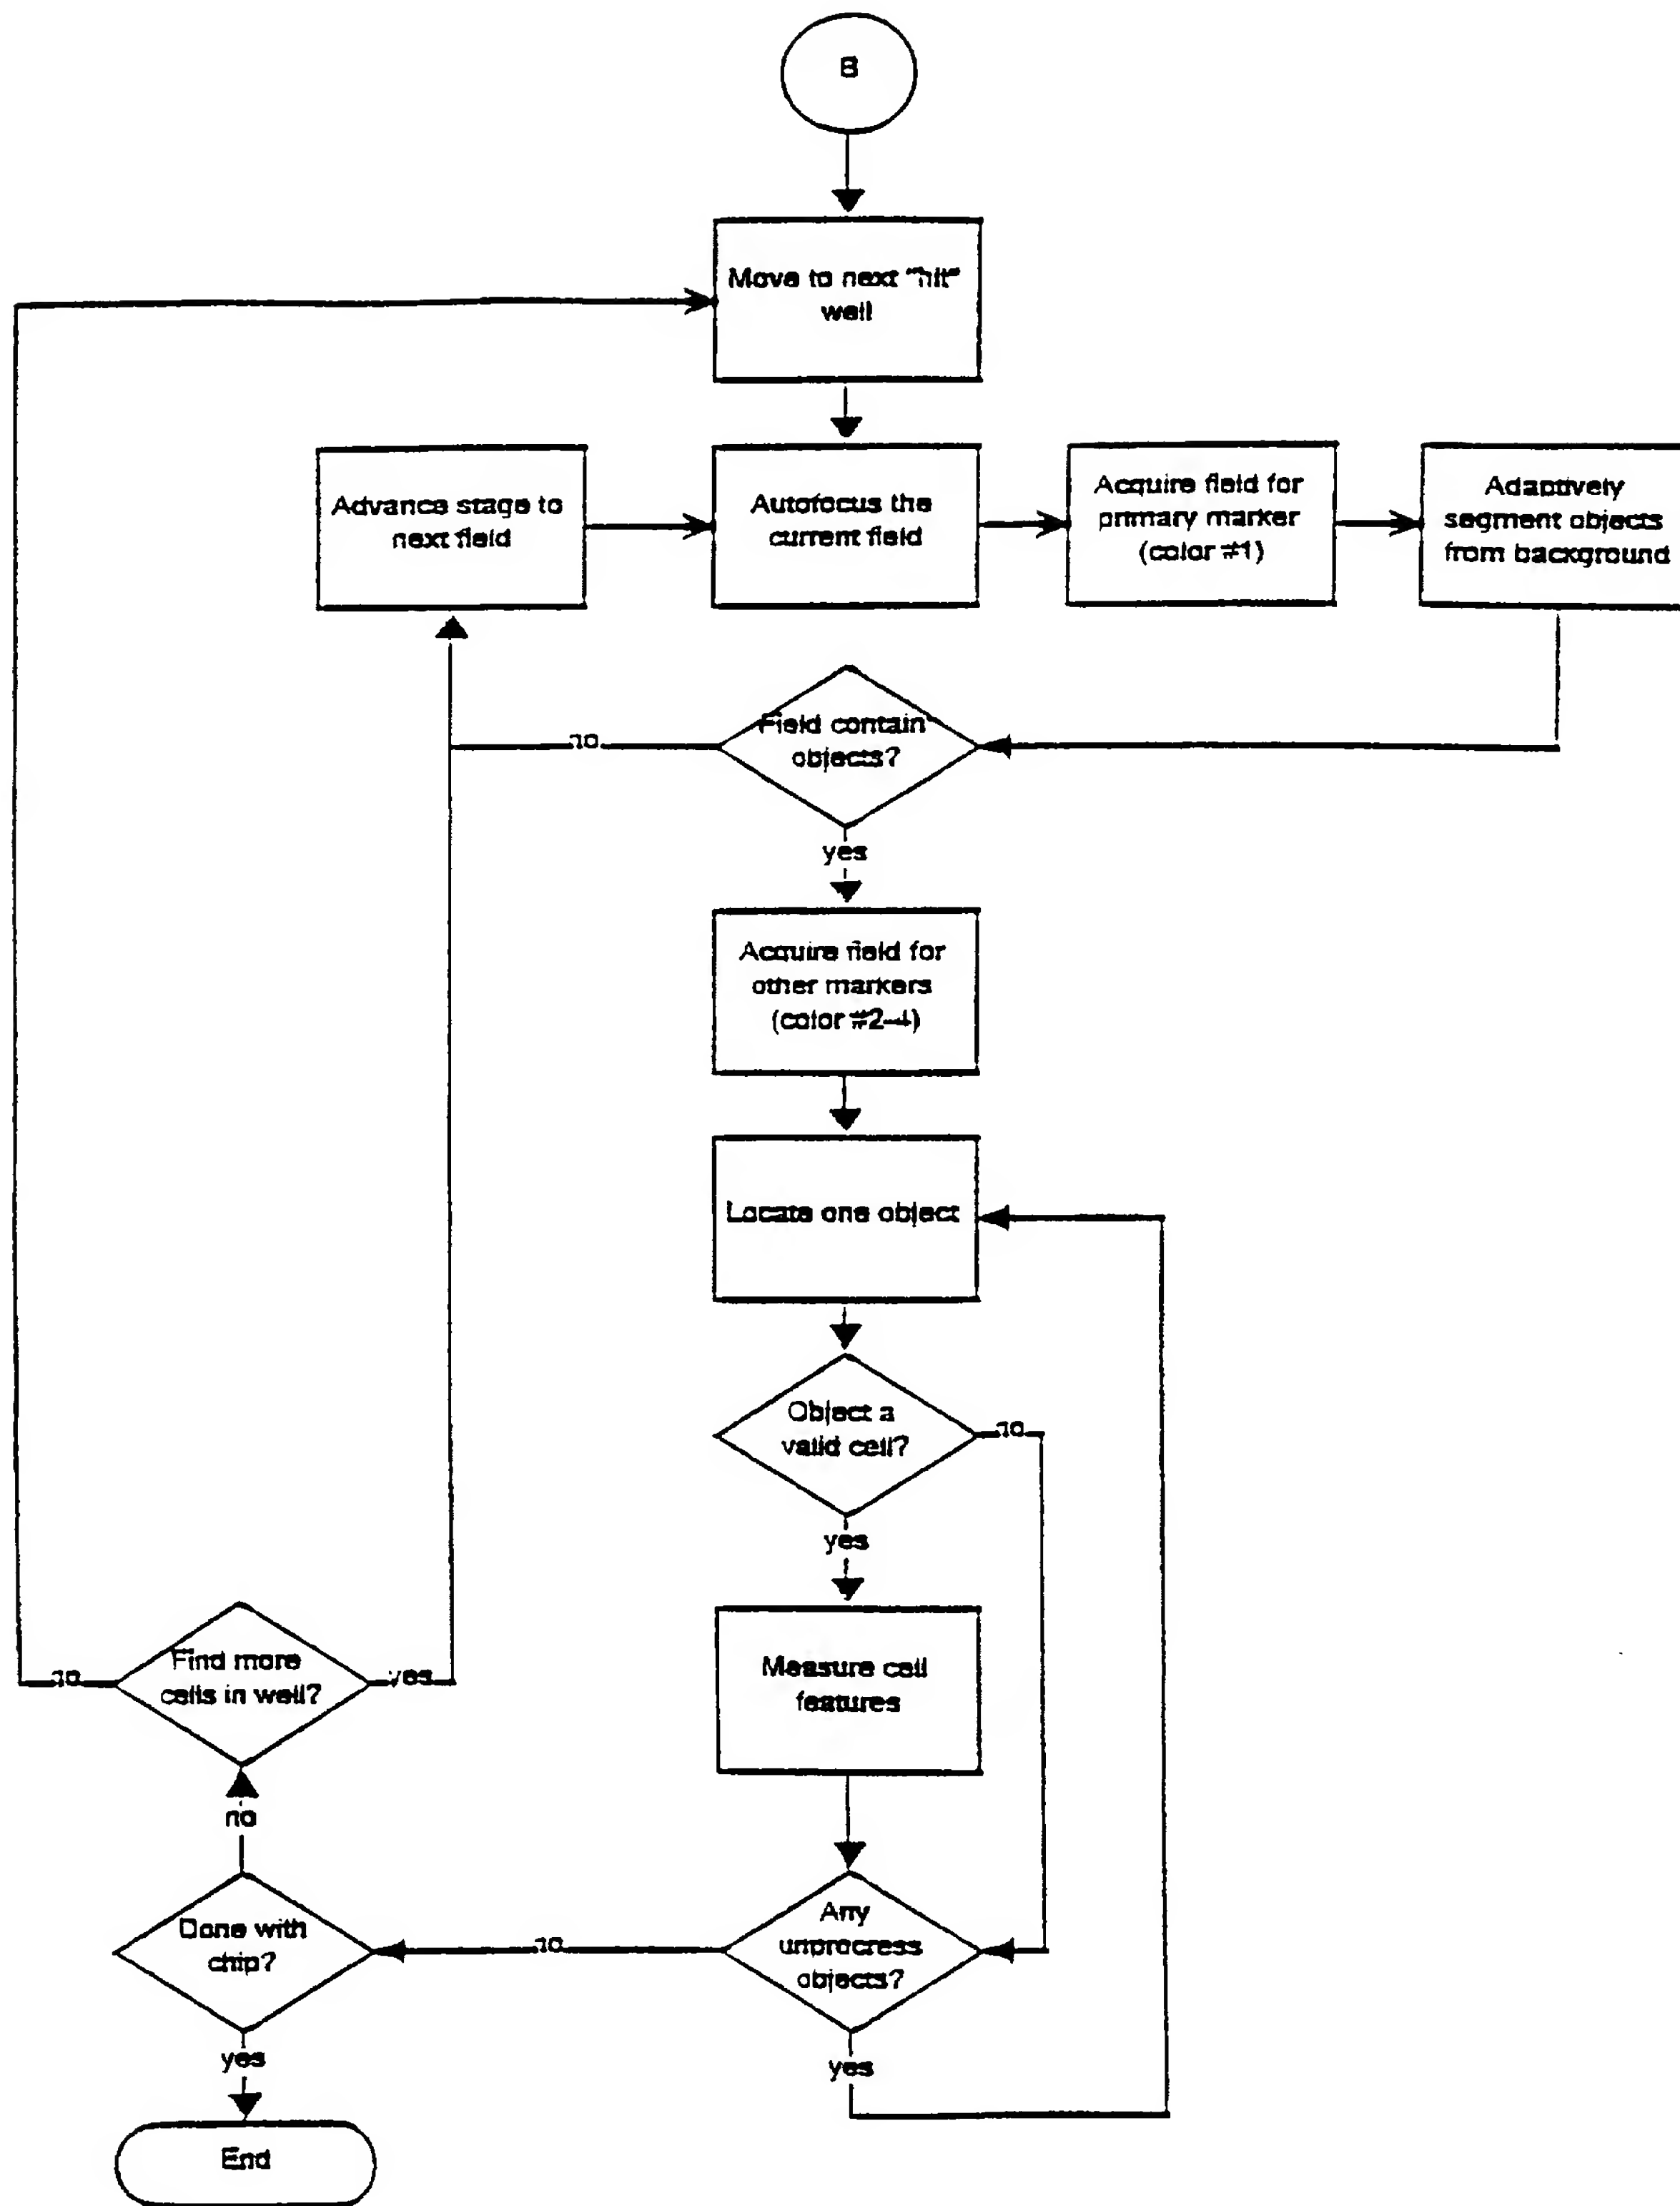 B
Move to next "hit"
well
Advance stage to
next field
Autofocus the
current field
Acquire field for
primary marker
(color #1)
Adaptively
segment objects
from background
Field contain
objects?
no
yes
Acquire field for
other markers
(color #2-4)
Locate one object
Object a
valid cell?
no
yes
Measure cell
features
Find more
cells in well?
no
yes
no
Done with
chip?
no
Any
unprocress
objects?
yes
yes
End